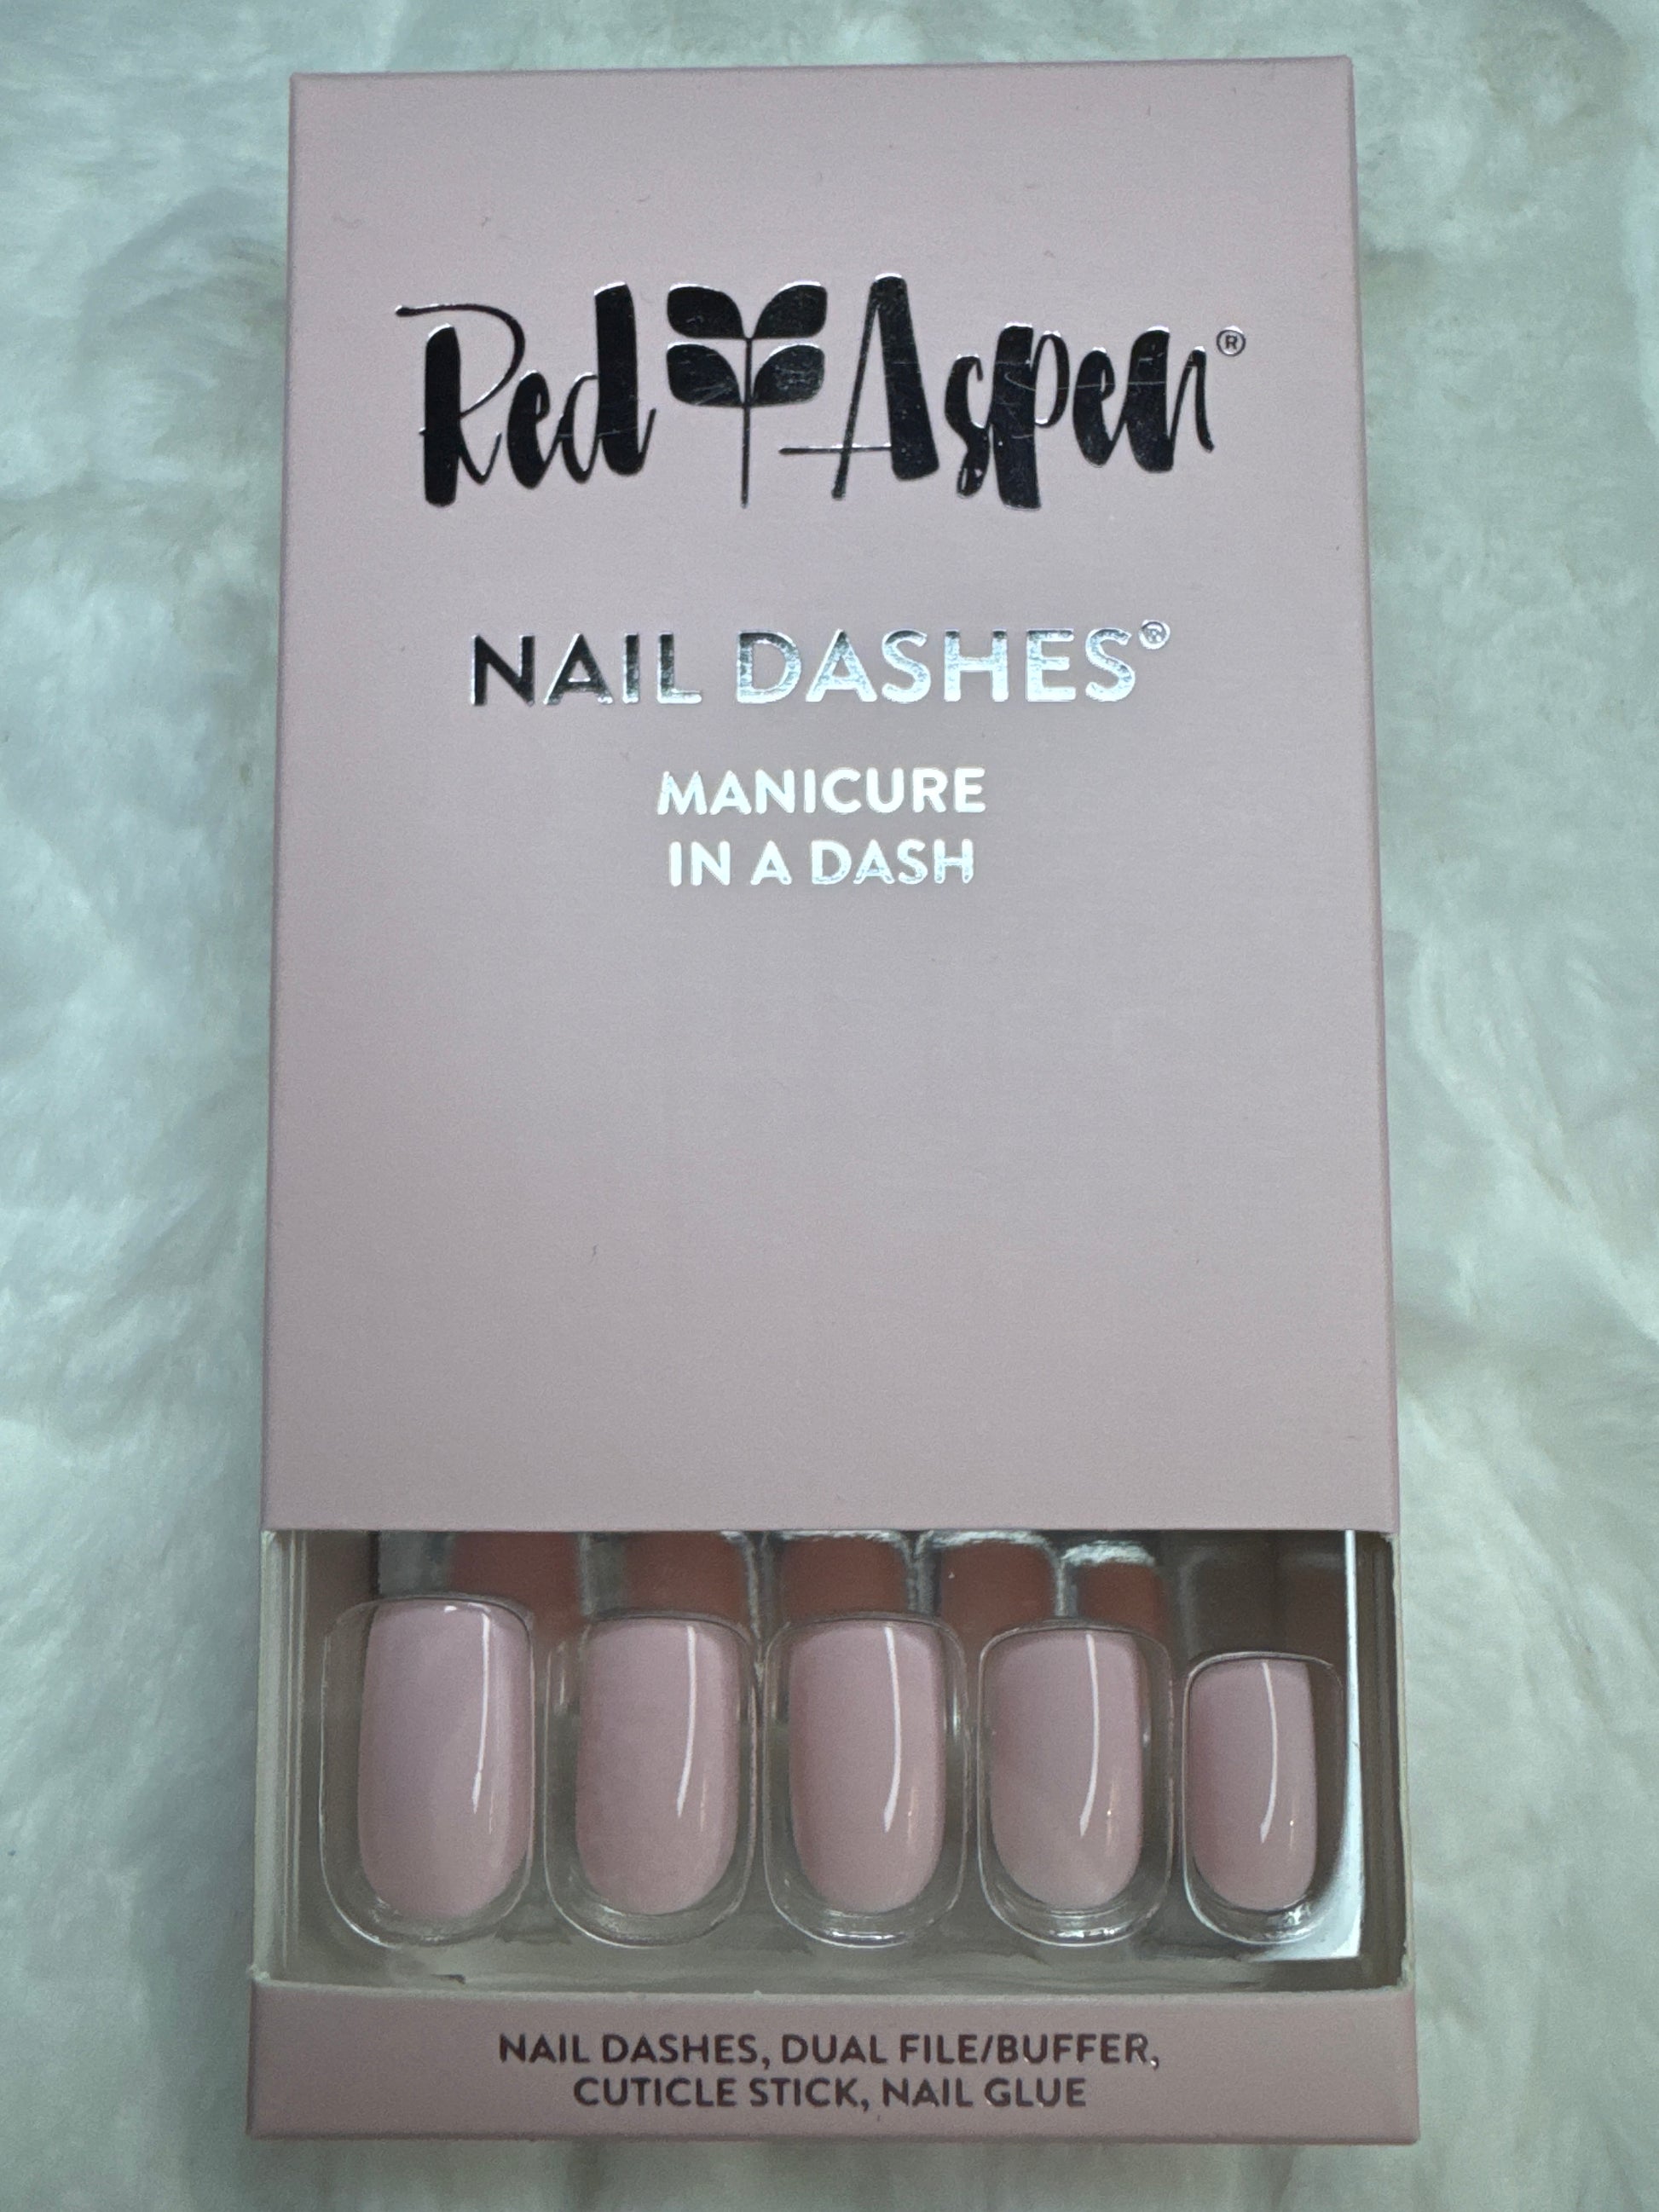 Red Aspen®
NAIL DASHES®
MANICURE
IN A DASH
NAIL DASHES, DUAL FILE/BUFFER,
CUTICLE STICK, NAIL GLUE